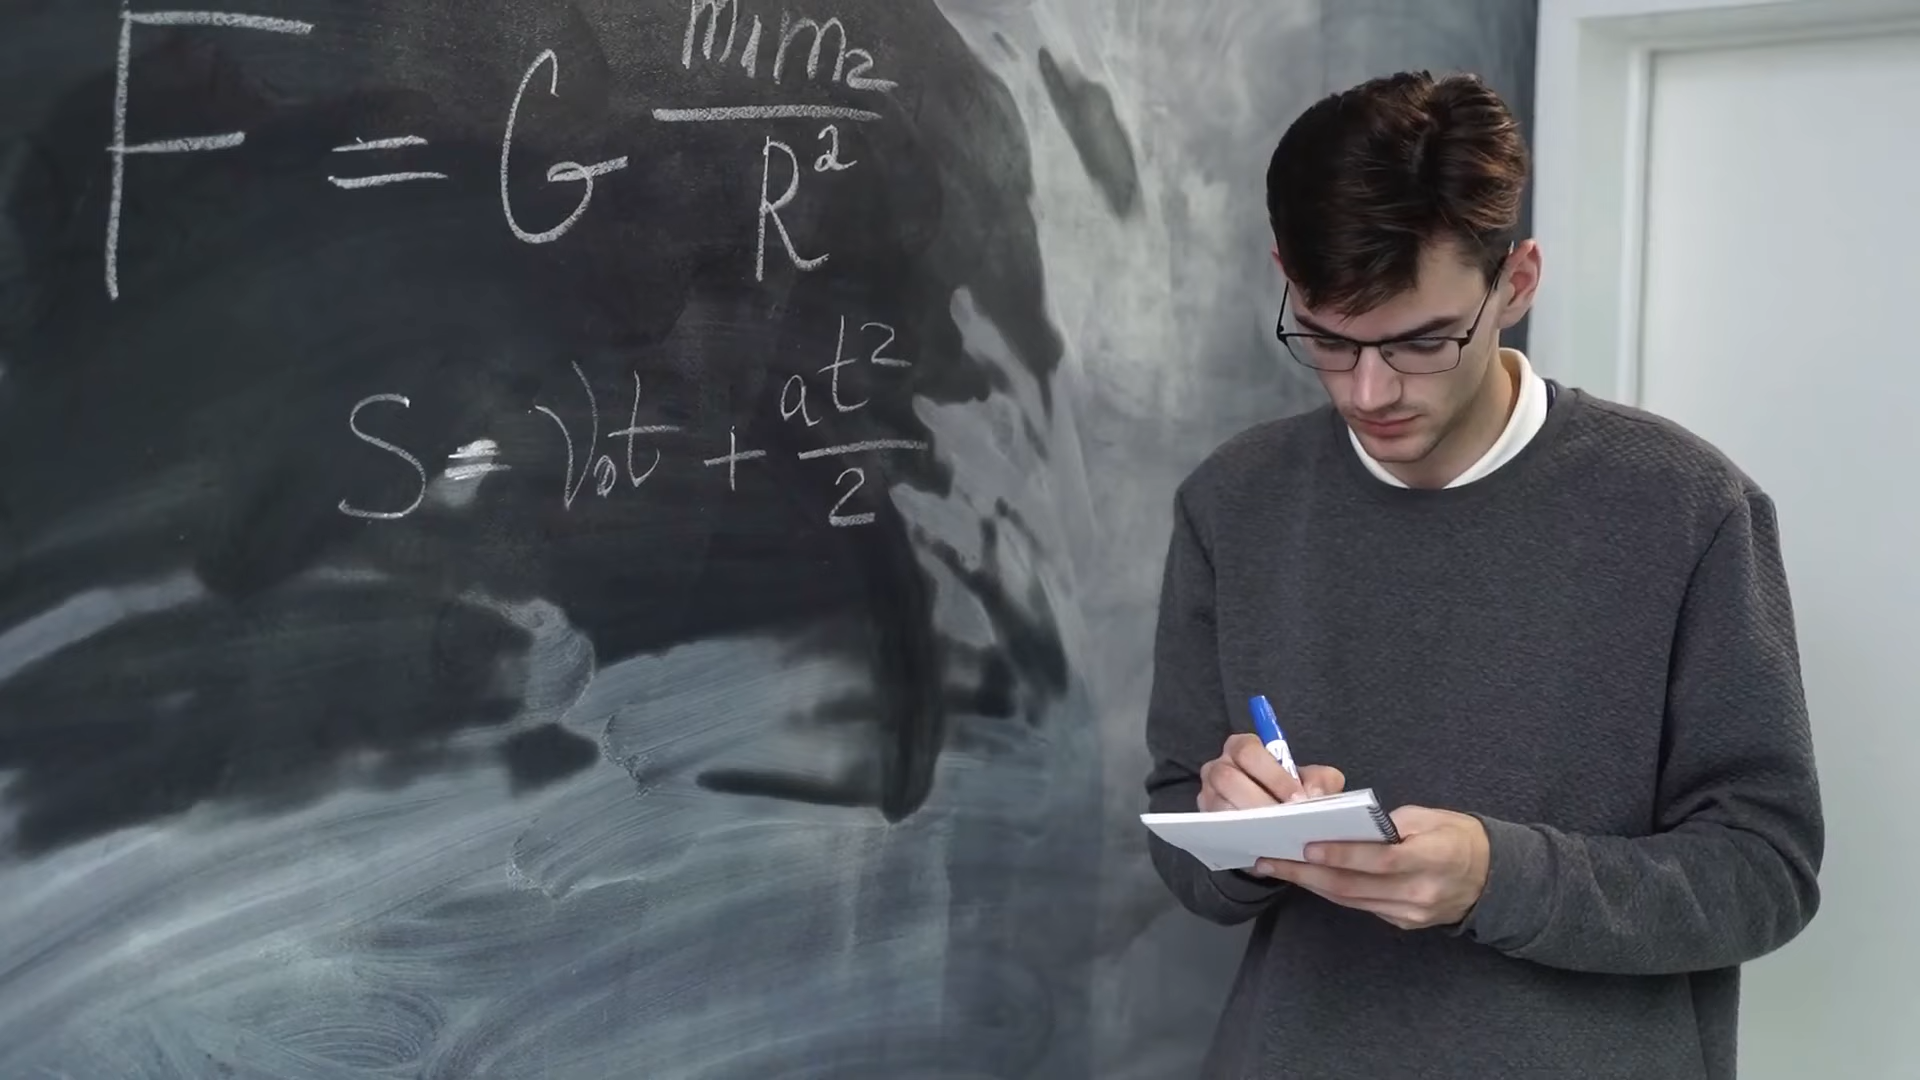 F = G m₁m₂/R²
S = V₀t + at²/2